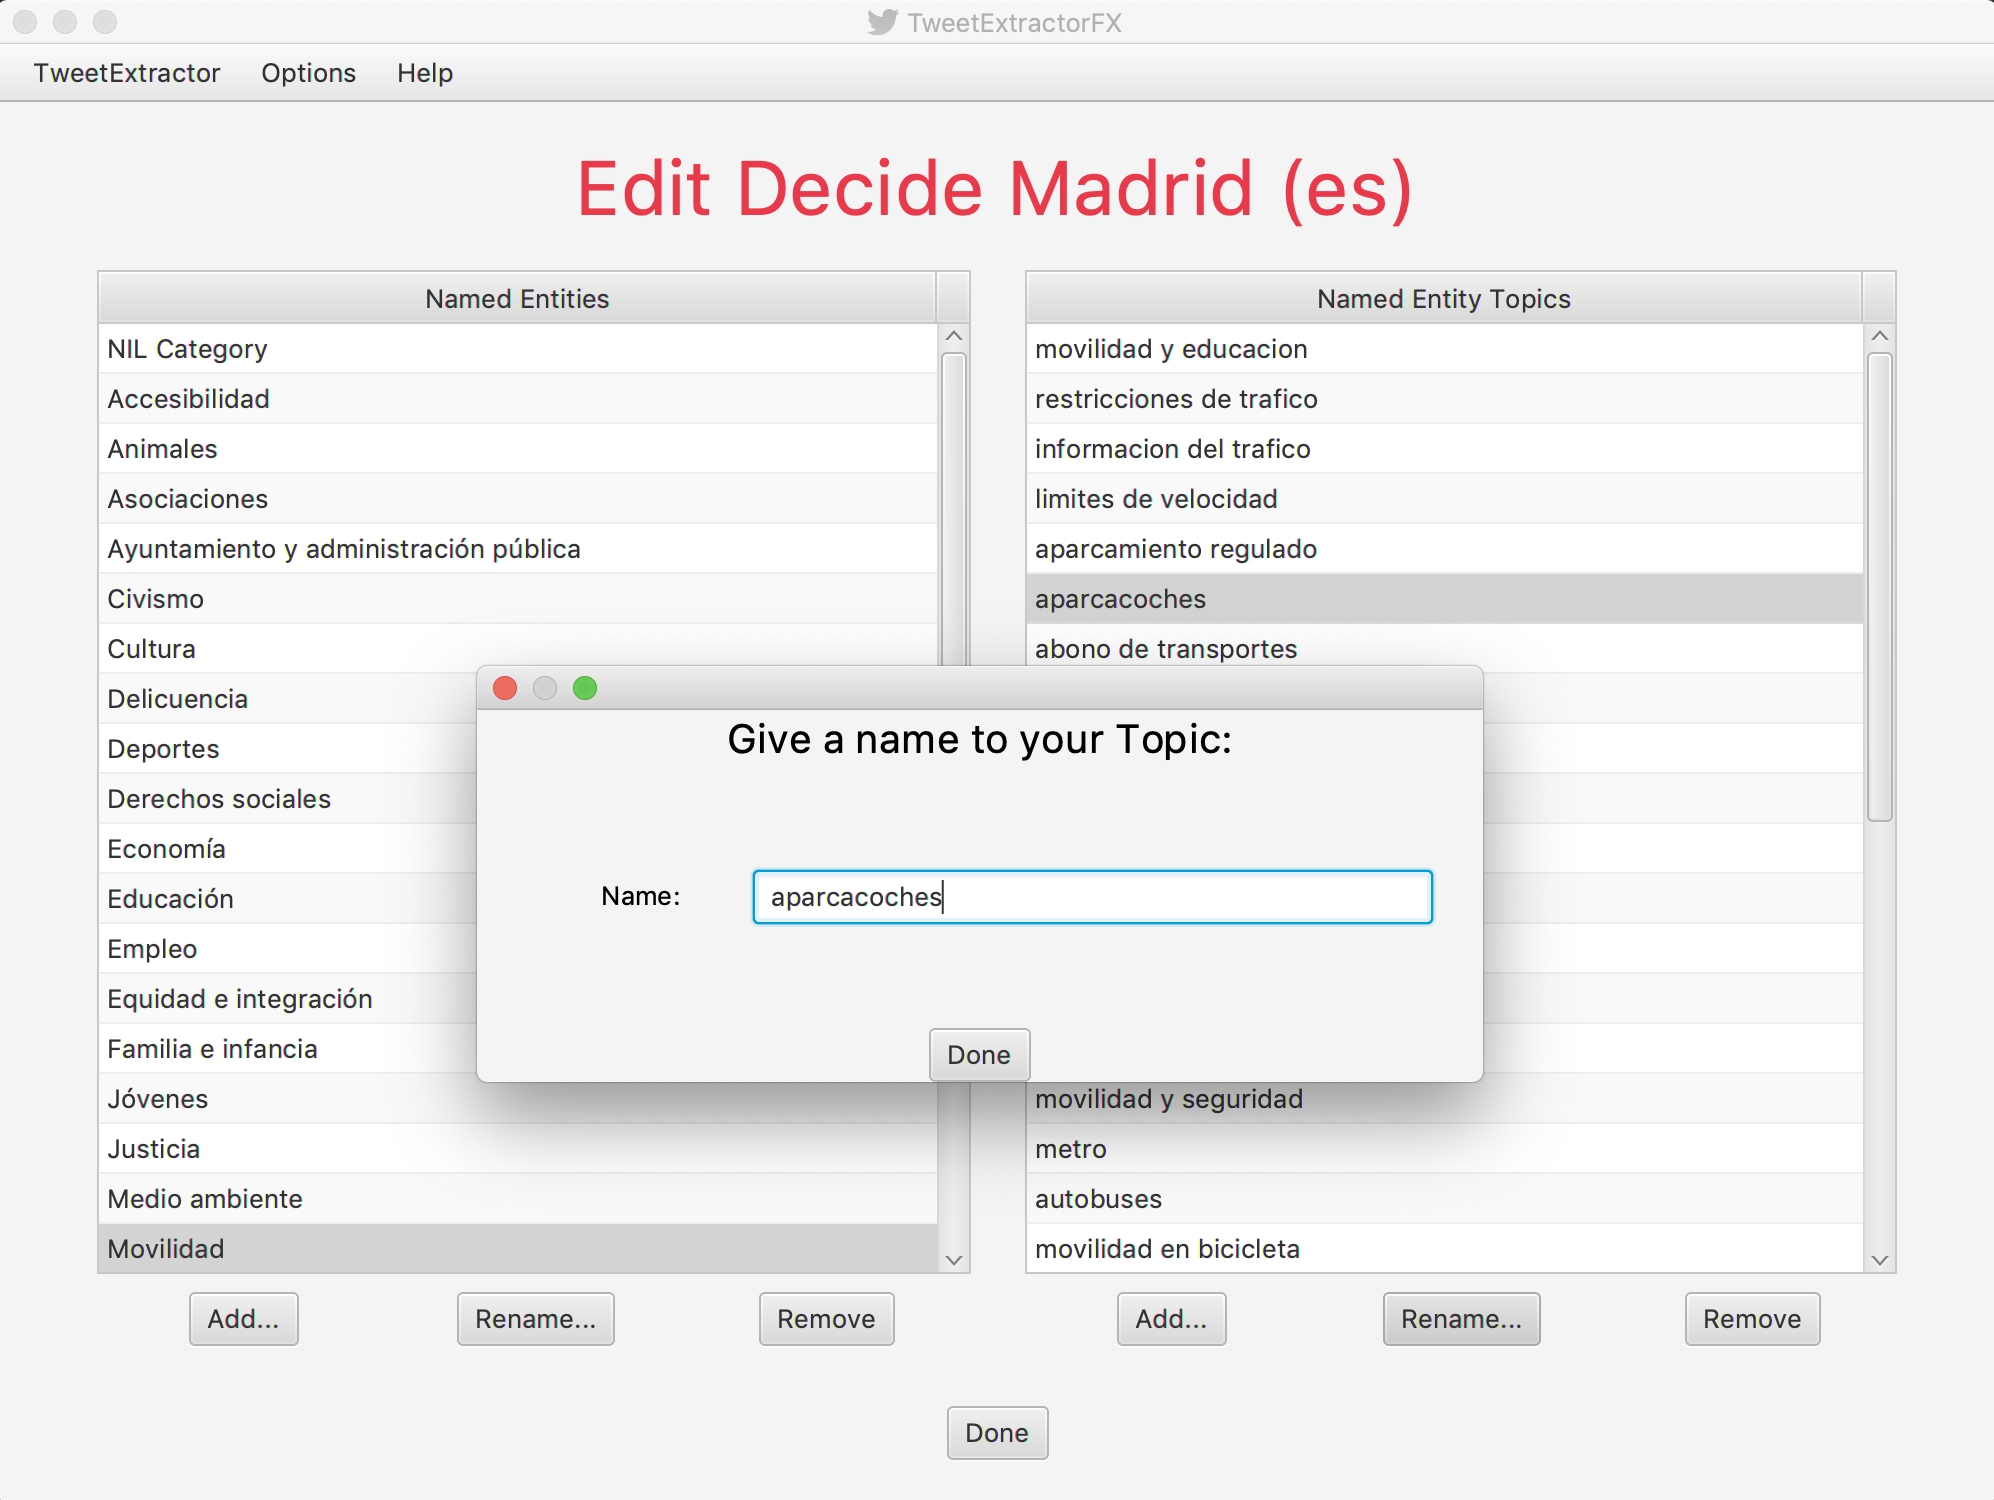 TweetExtractorFX
TweetExtractor Options Help
Edit Decide Madrid (es)
Named Entities
NIL Category
Accesibilidad
Animales
Asociaciones
Ayuntamiento y administración pública
Civismo
Cultura
Delicuencia
Deportes
Derechos sociales
Economía
Educación
Empleo
Equidad e integración
Familia e infancia
Jóvenes
Justicia
Medio ambiente
Movilidad
Add... Rename... Remove
Named Entity Topics
movilidad y educacion
restricciones de trafico
informacion del trafico
limites de velocidad
aparcamiento regulado
aparcacoches
abono de transportes
movilidad y seguridad
metro
autobuses
movilidad en bicicleta
Add... Rename... Remove
Give a name to your Topic:
Name: aparcacoches
Done
Done